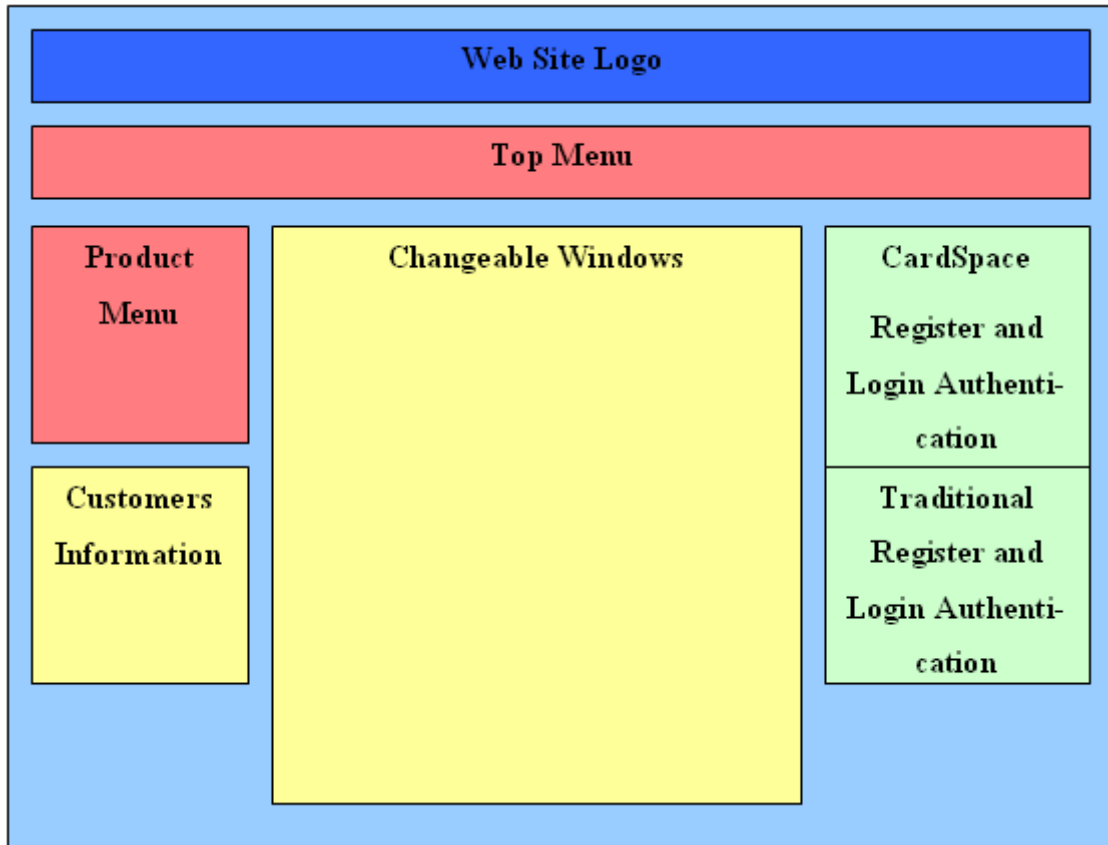 Web Site Logo
Top Menu
Product
Menu
Changeable Windows
CardSpace
Register and
Login Authenti-
cation
Customers
Information
Traditional
Register and
Login Authenti-
cation